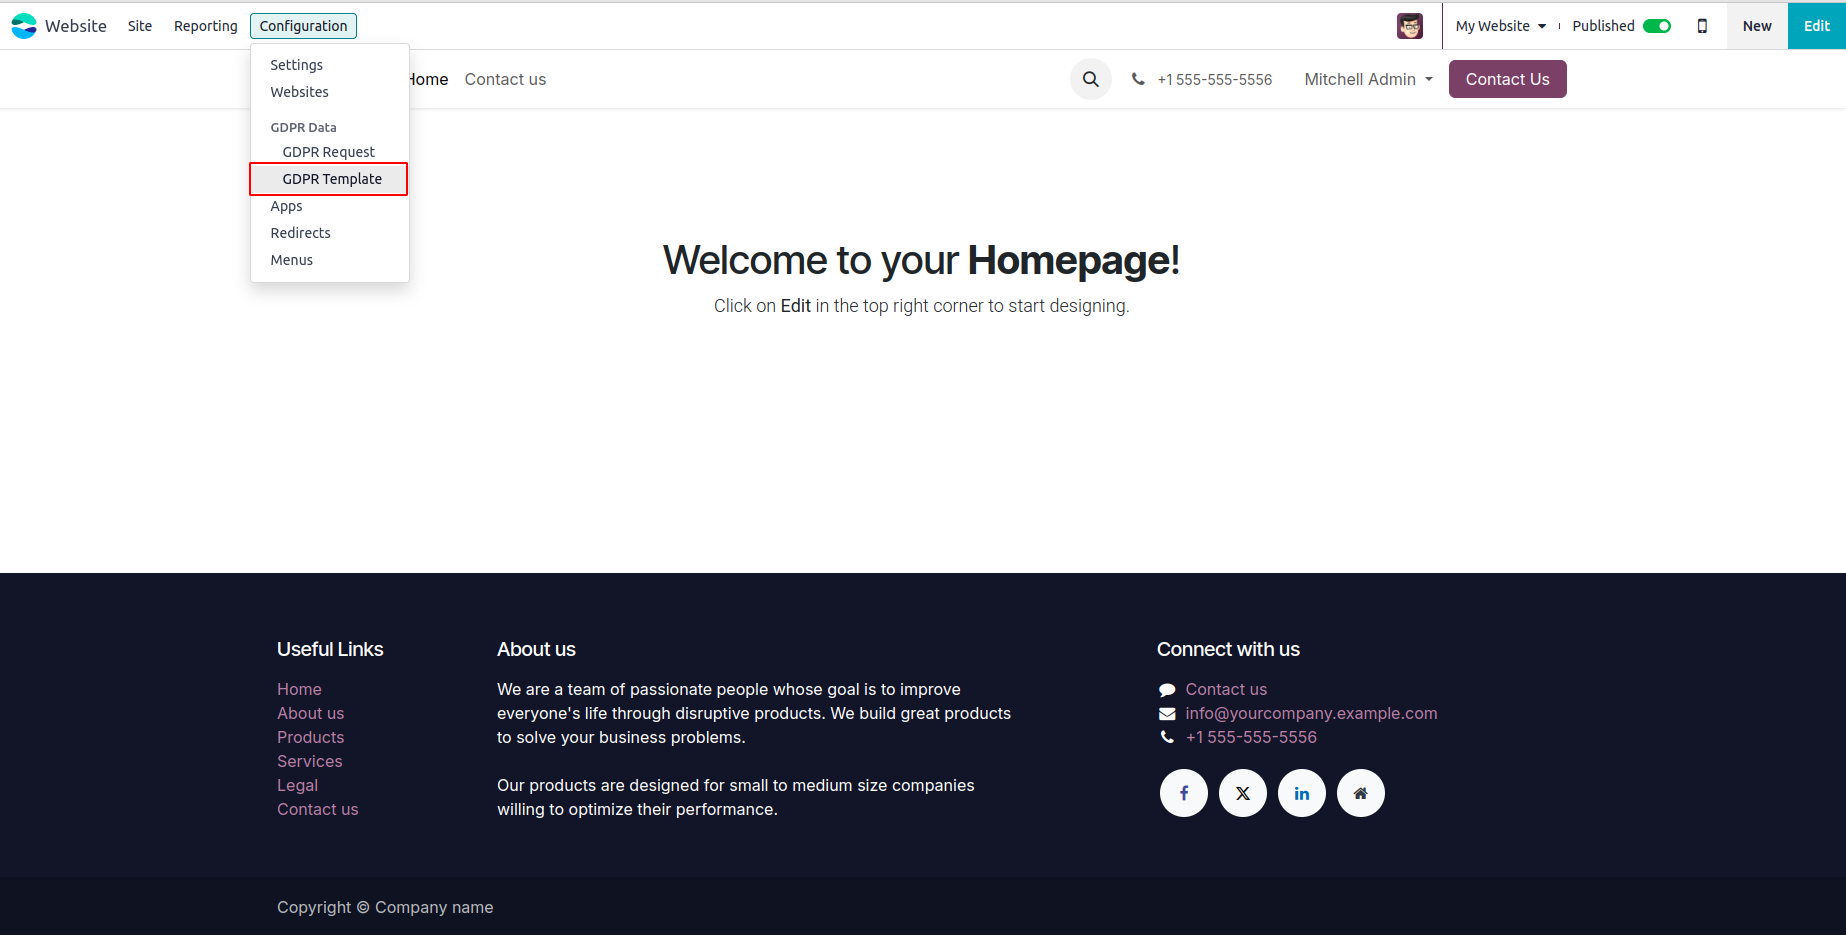 Website Site Reporting Configuration My Website Published New Edit
Settings
Websites
GDPR Data
GDPR Request
GDPR Template
Apps
Redirects
Menus
Home Contact us +1 555-555-5556 Mitchell Admin Contact Us
Welcome to your Homepage!
Click on Edit in the top right corner to start designing.
Useful Links
Home
About us
Products
Services
Legal
Contact us
About us
We are a team of passionate people whose goal is to improve
everyone's life through disruptive products. We build great products
to solve your business problems.
Our products are designed for small to medium size companies
willing to optimize their performance.
Connect with us
Contact us
info@yourcompany.example.com
+1 555-555-5556
Copyright © Company name